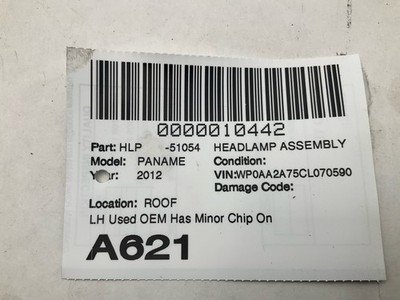 0000010442
Part: HLP -51054 HEADLAMP ASSEMBLY
Model: PANAME Condition:
Year: 2012 VIN:WP0AA2A75CL070590
Damage Code:
Location: ROOF
LH Used OEM Has Minor Chip On
A621